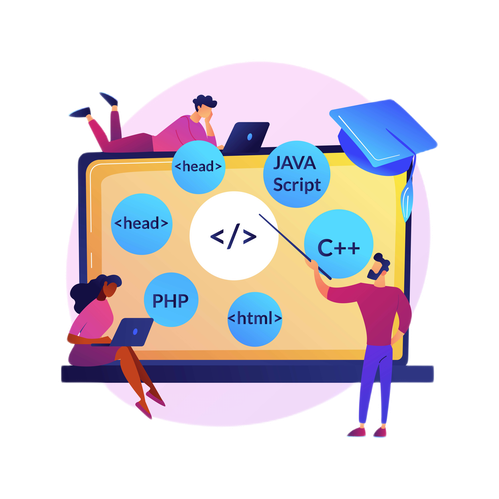 <head>
JAVA
Script
<head>
</>
C++
PHP
<html>